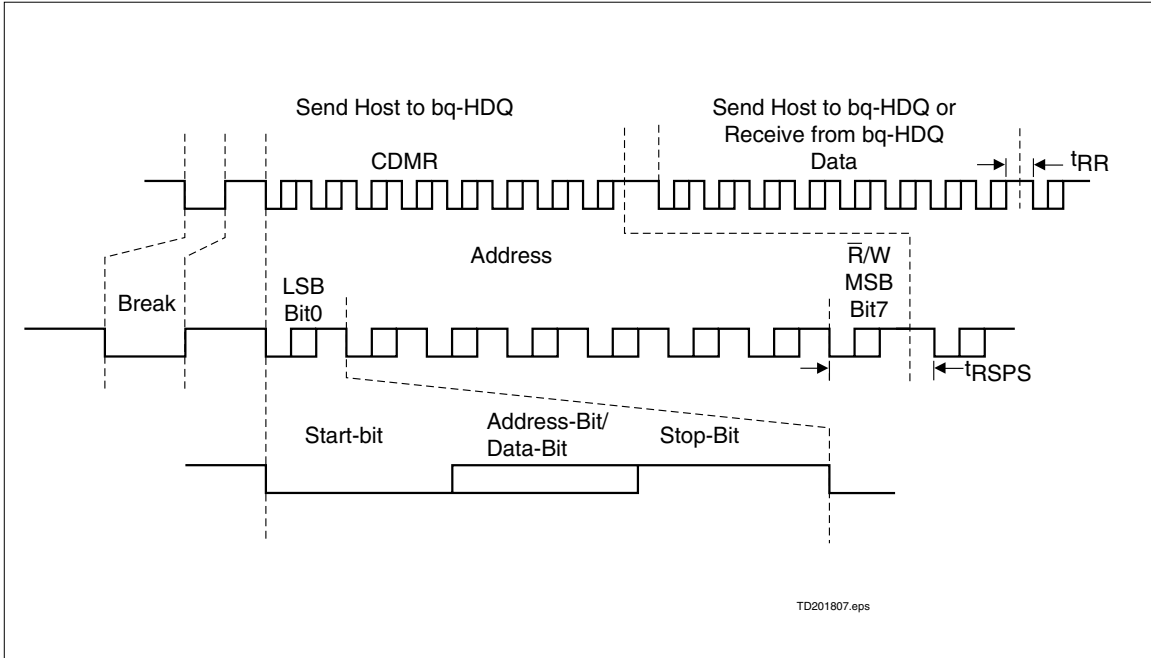 Send Host to bq-HDQ
Send Host to bq-HDQ or
Receive from bq-HDQ
CDMR
Data
tRR
Address
R̅/W
MSB
Bit7
LSB
Bit0
Break
tRSPS
Start-bit
Address-Bit/
Data-Bit
Stop-Bit
TD201807.eps